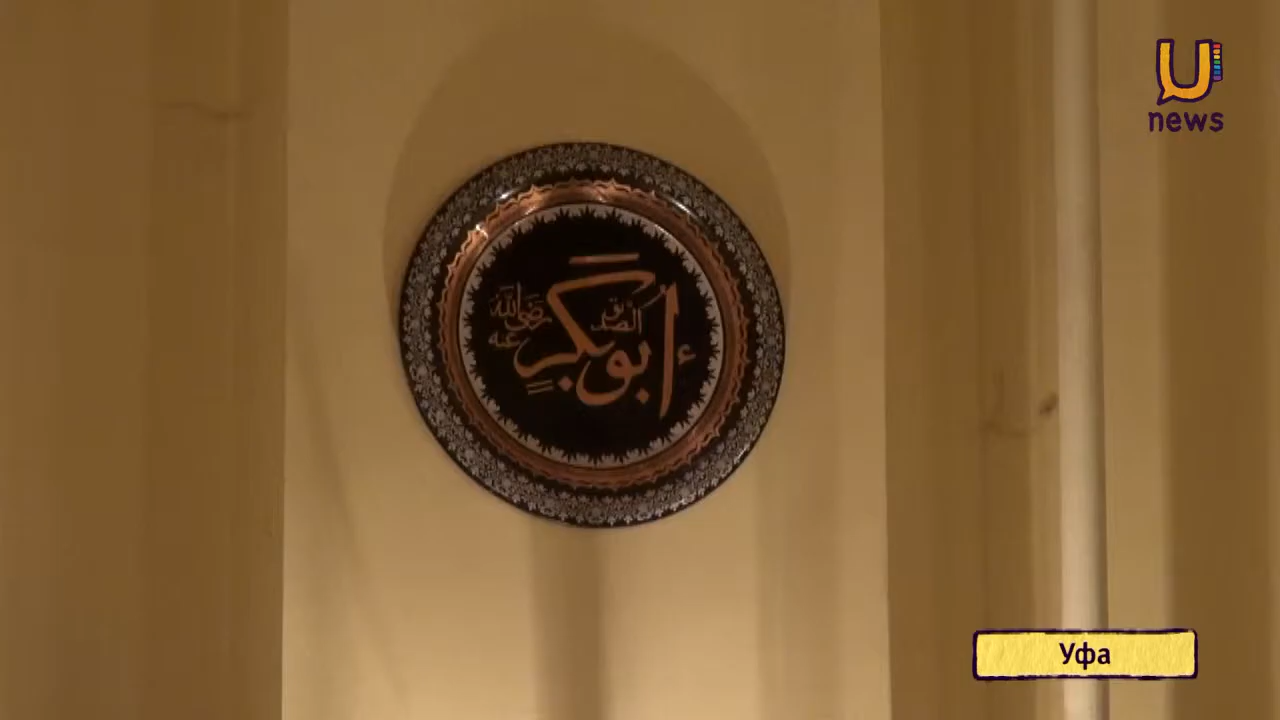 U
news
أبو بكرٍ
الصديق
رضي الله
عنه
Уфа